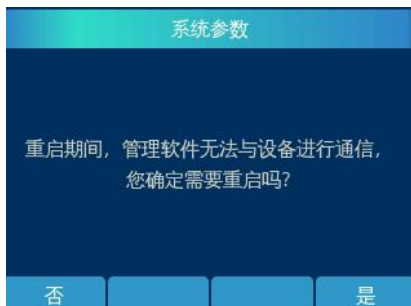 系统参数
重启期间，管理软件无法与设备进行通信，
您确定需要重启吗?
否
是